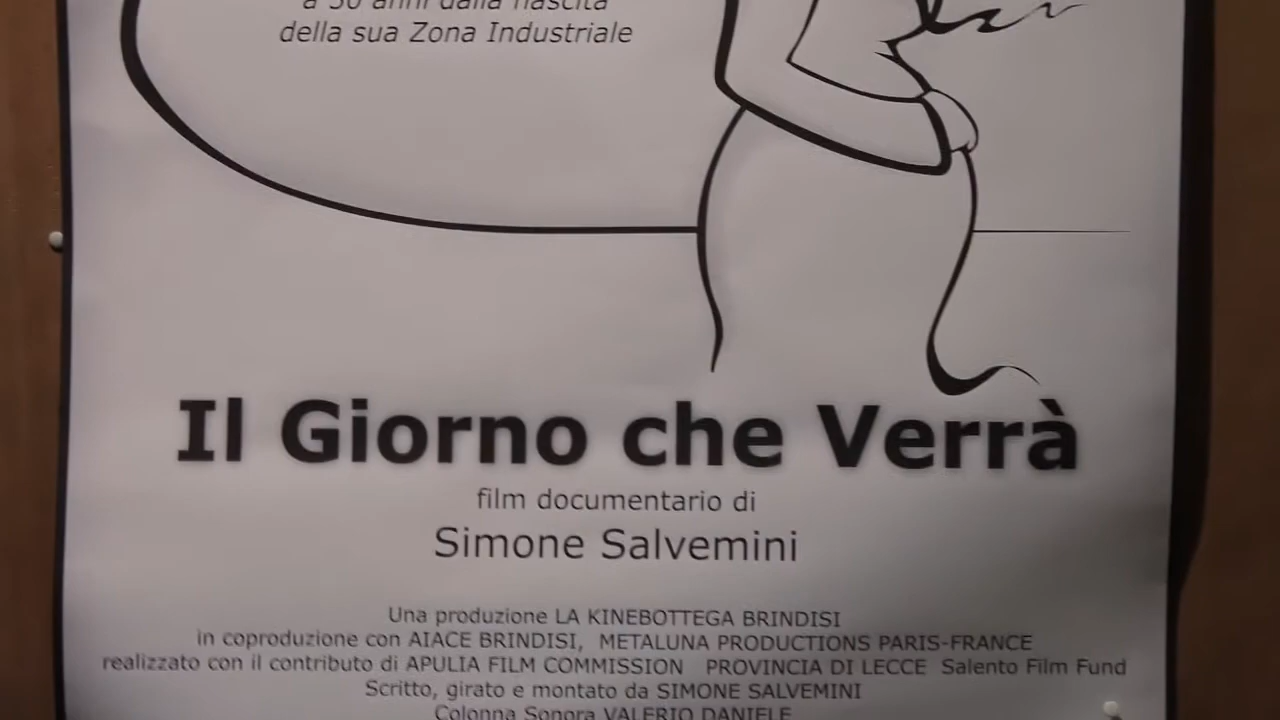 a 50 anni dalla nascita
della sua Zona Industriale
Il Giorno che Verrà
film documentario di
Simone Salvemini
Una produzione LA KINEBOTTEGA BRINDISI
in coproduzione con AIACE BRINDISI, METALUNA PRODUCTIONS PARIS-FRANCE
realizzato con il contributo di APULIA FILM COMMISSION PROVINCIA DI LECCE Salento Film Fund
Scritto, girato e montato da SIMONE SALVEMINI
Colonna Sonora VALERIO DANIELE